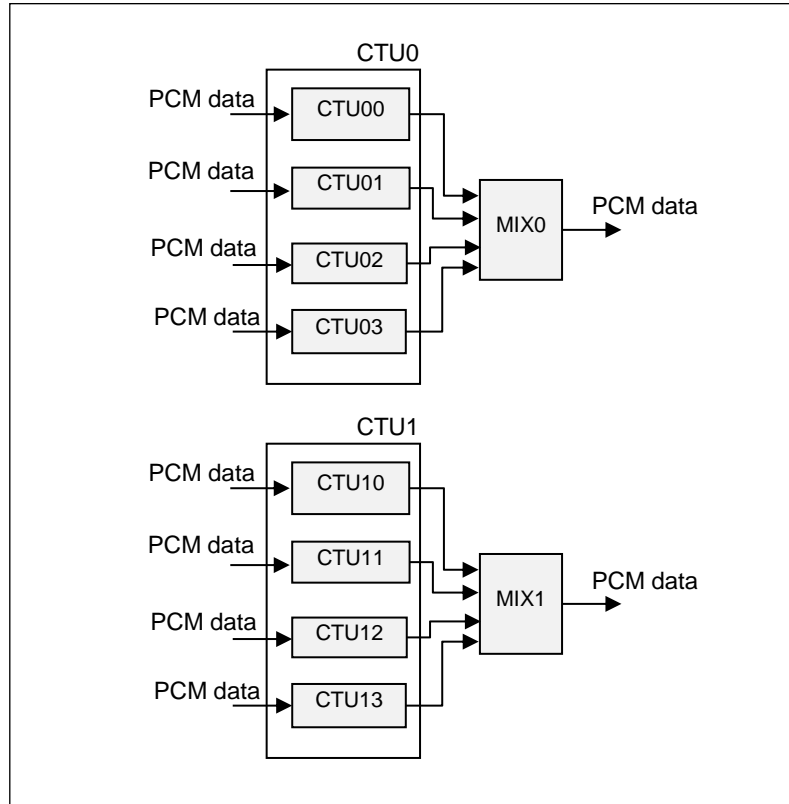 CTU0
PCM data
CTU00
PCM data
CTU01
MIX0
PCM data
PCM data
CTU02
PCM data
CTU03
CTU1
PCM data
CTU10
PCM data
CTU11
MIX1
PCM data
PCM data
CTU12
PCM data
CTU13